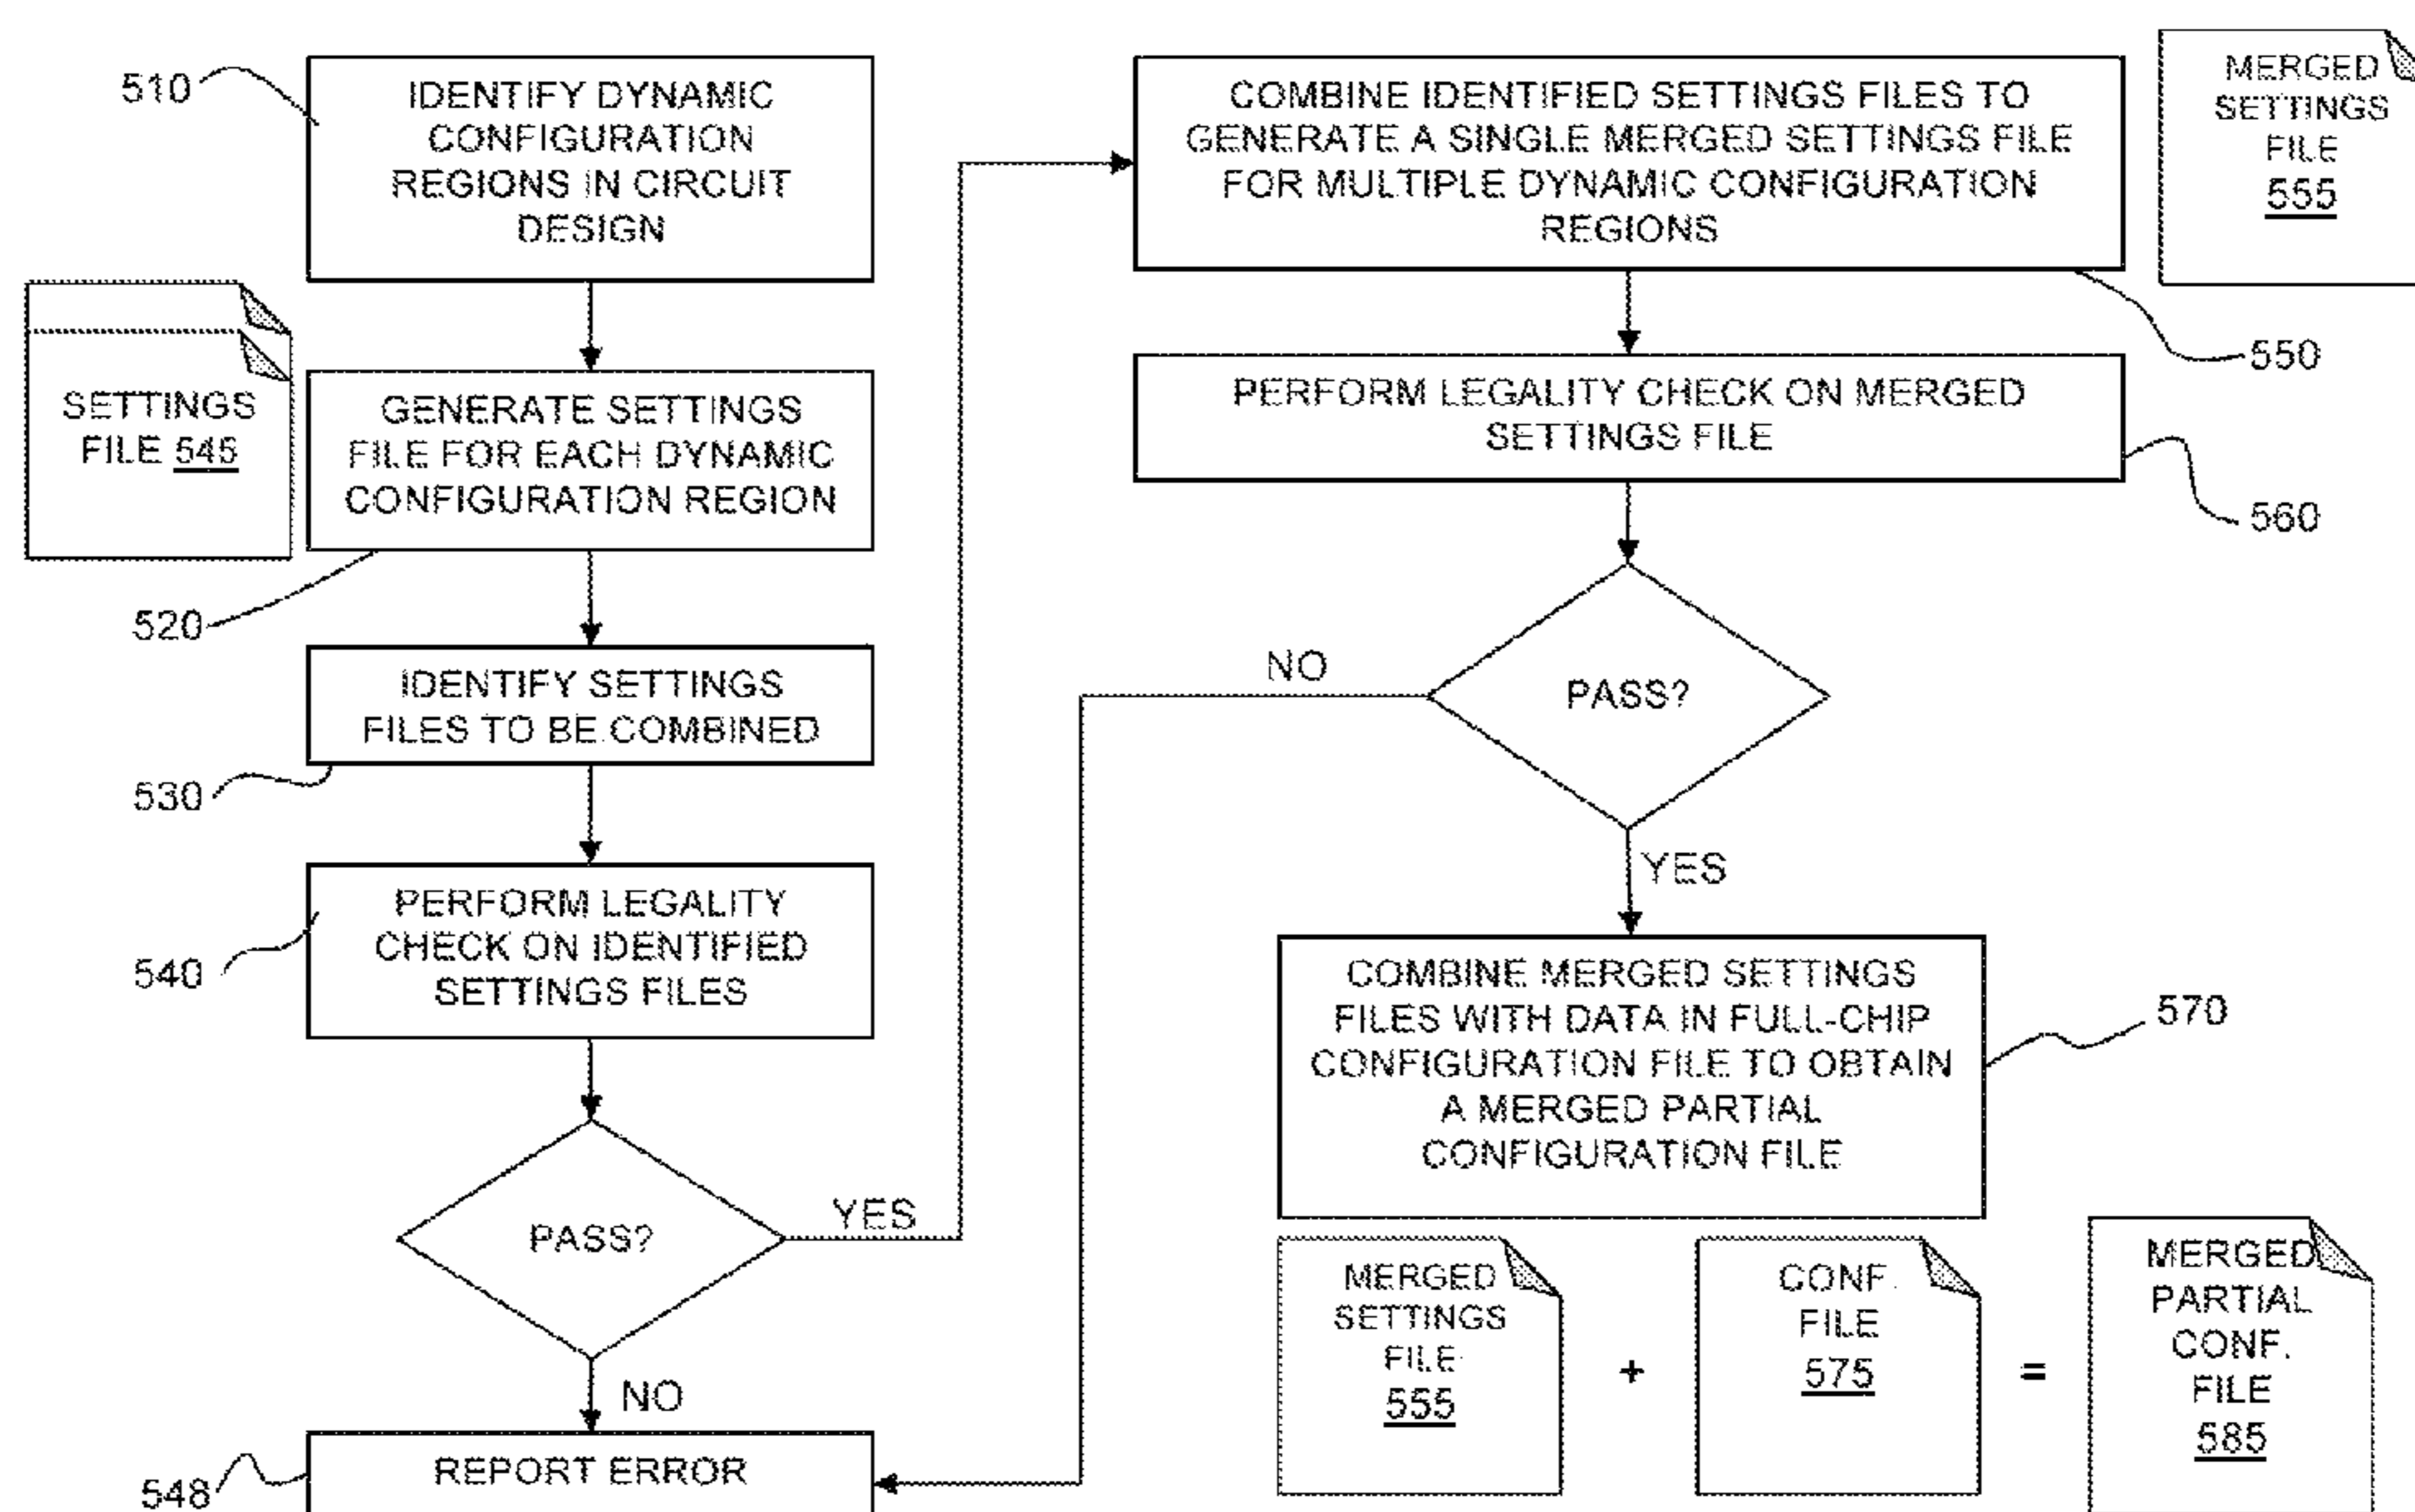 510
IDENTIFY DYNAMIC
CONFIGURATION
REGIONS IN CIRCUIT
DESIGN
SETTINGS
FILE 545
GENERATE SETTINGS
FILE FOR EACH DYNAMIC
CONFIGURATION REGION
520
IDENTIFY SETTINGS
FILES TO BE COMBINED
530
PERFORM LEGALITY
CHECK ON IDENTIFIED
SETTINGS FILES
540
PASS?
YES
NO
REPORT ERROR
548
COMBINE IDENTIFIED SETTINGS FILES TO
GENERATE A SINGLE MERGED SETTINGS FILE
FOR MULTIPLE DYNAMIC CONFIGURATION
REGIONS
MERGED
SETTINGS
FILE
555
550
PERFORM LEGALITY CHECK ON MERGED
SETTINGS FILE
560
NO
PASS?
YES
COMBINE MERGED SETTINGS
FILES WITH DATA IN FULL-CHIP
CONFIGURATION FILE TO OBTAIN
A MERGED PARTIAL
CONFIGURATION FILE
570
MERGED
SETTINGS
FILE
555
+
CONF.
FILE
575
=
MERGED
PARTIAL
CONF.
FILE
585